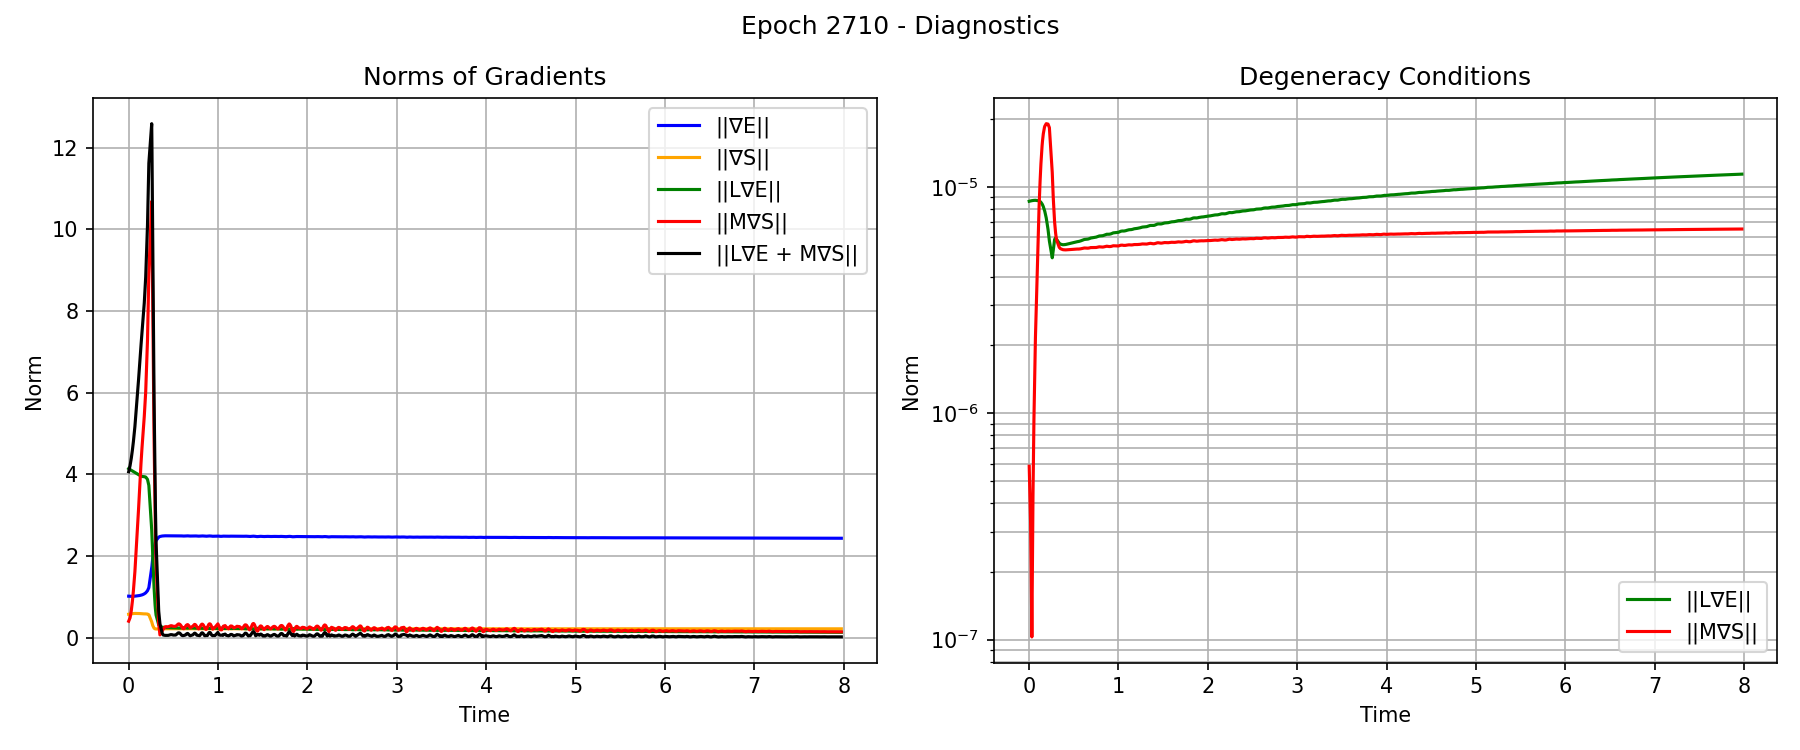 Epoch 2710 - Diagnostics
Norms of Gradients
Norm
12
10
8
6
4
2
0
0 1 2 3 4 5 6 7 8
Time
||∇E||
||∇S||
||L∇E||
||M∇S||
||L∇E + M∇S||
Degeneracy Conditions
Norm
10⁻⁵
10⁻⁶
10⁻⁷
0 1 2 3 4 5 6 7 8
Time
||L∇E||
||M∇S||